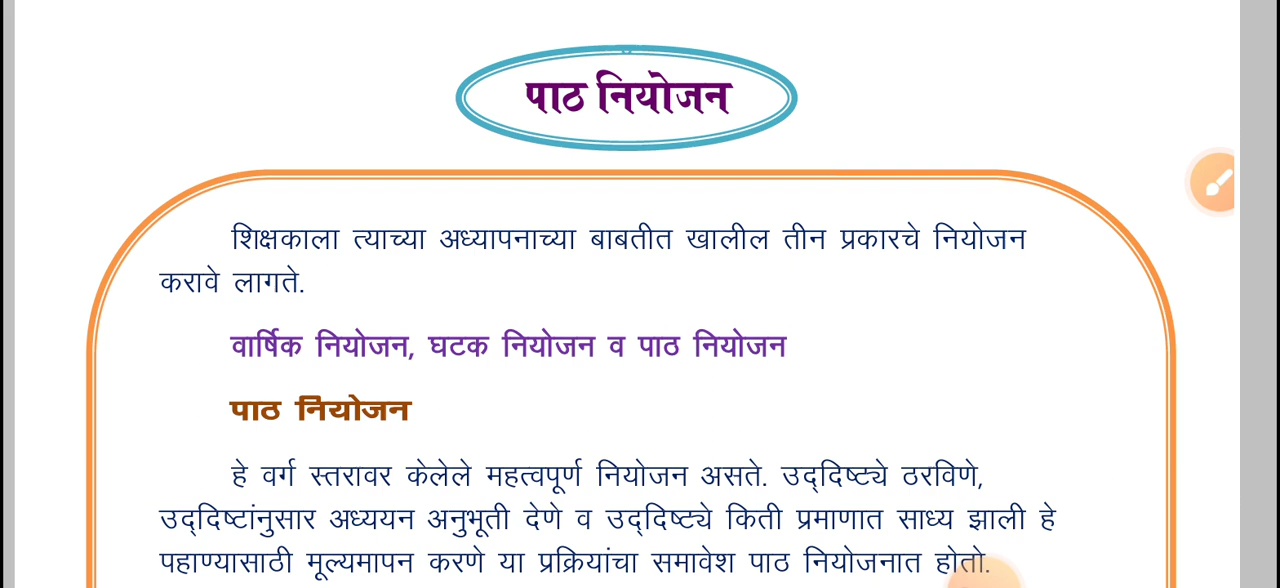 पाठ नियोजन
शिक्षकाला त्याच्या अध्यापनाच्या बाबतीत खालील तीन प्रकारचे नियोजन
करावे लागते.
वार्षिक नियोजन, घटक नियोजन व पाठ नियोजन
पाठ नियोजन
हे वर्ग स्तरावर केलेले महत्वपूर्ण नियोजन असते. उद्दिष्ट्ये ठरविणे,
उद्दिष्टांनुसार अध्ययन अनुभूती देणे व उद्दिष्ट्ये किती प्रमाणात साध्य झाली हे
पहाण्यासाठी मूल्यमापन करणे या प्रक्रियांचा समावेश पाठ नियोजनात होतो.